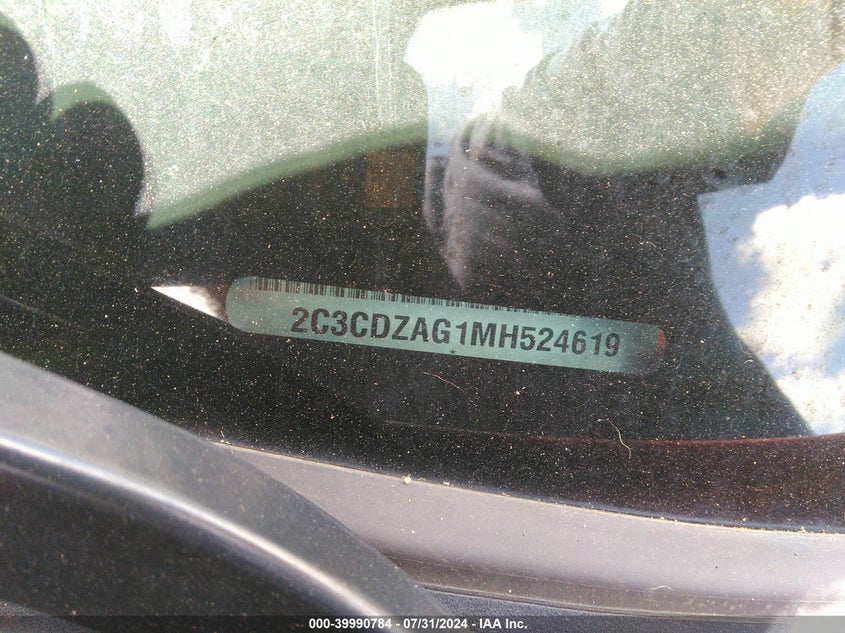 2C3CDZAG1MH524619
*
000-39990784 - 07/31/2024 - IAA Inc.